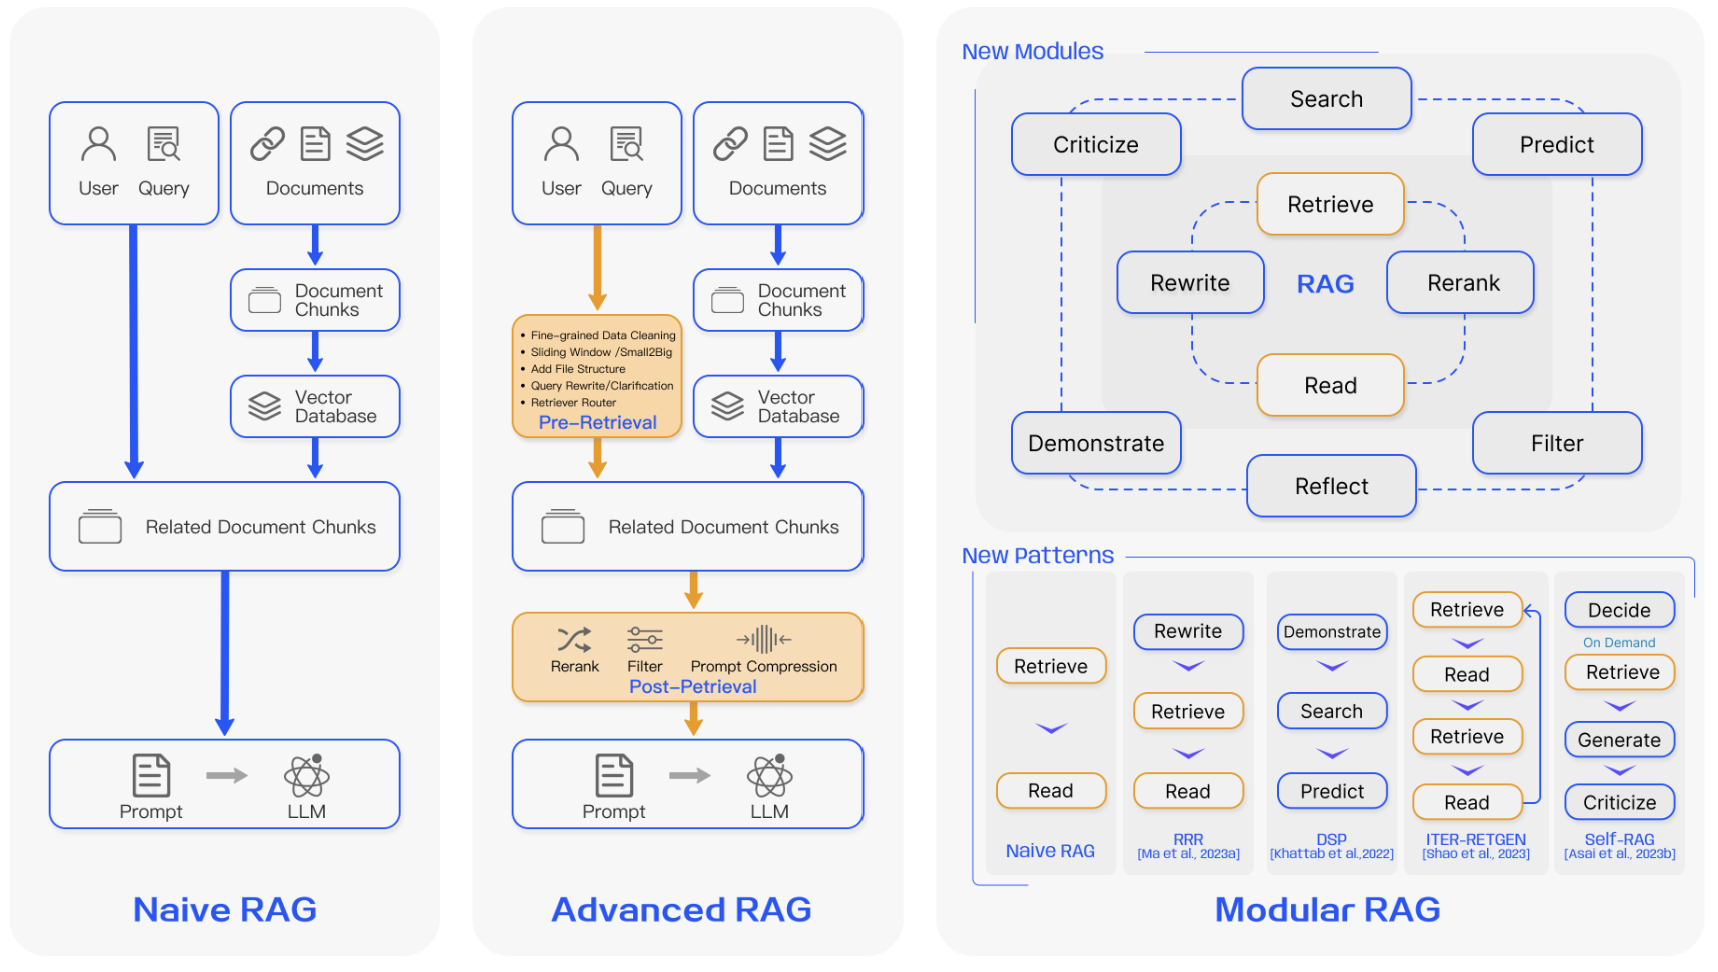 User Query
Documents
Document
Chunks
Vector
Database
Related Document Chunks
Prompt
LLM
Naive RAG
User Query
Documents
Document
Chunks
• Fine-grained Data Cleaning
• Sliding Window /Small2Big
• Add File Structure
• Query Rewrite/Clarification
• Retriever Router
Pre-Retrieval
Vector
Database
Related Document Chunks
Rerank
Filter
Prompt Compression
Post-Petrieval
Prompt
LLM
Advanced RAG
New Modules
Search
Criticize
Predict
Retrieve
Rewrite
RAG
Rerank
Read
Demonstrate
Filter
Reflect
New Patterns
Retrieve
Read
Naive RAG
Rewrite
Retrieve
Read
RRR
[Ma et al., 2023a]
Demonstrate
Search
Predict
DSP
[Khattab et al.,2022]
Retrieve
Read
Retrieve
Read
ITER-RETGEN
[Shao et al., 2023]
Decide
On Demand
Retrieve
Generate
Criticize
Self-RAG
[Asai et al., 2023b]
Modular RAG